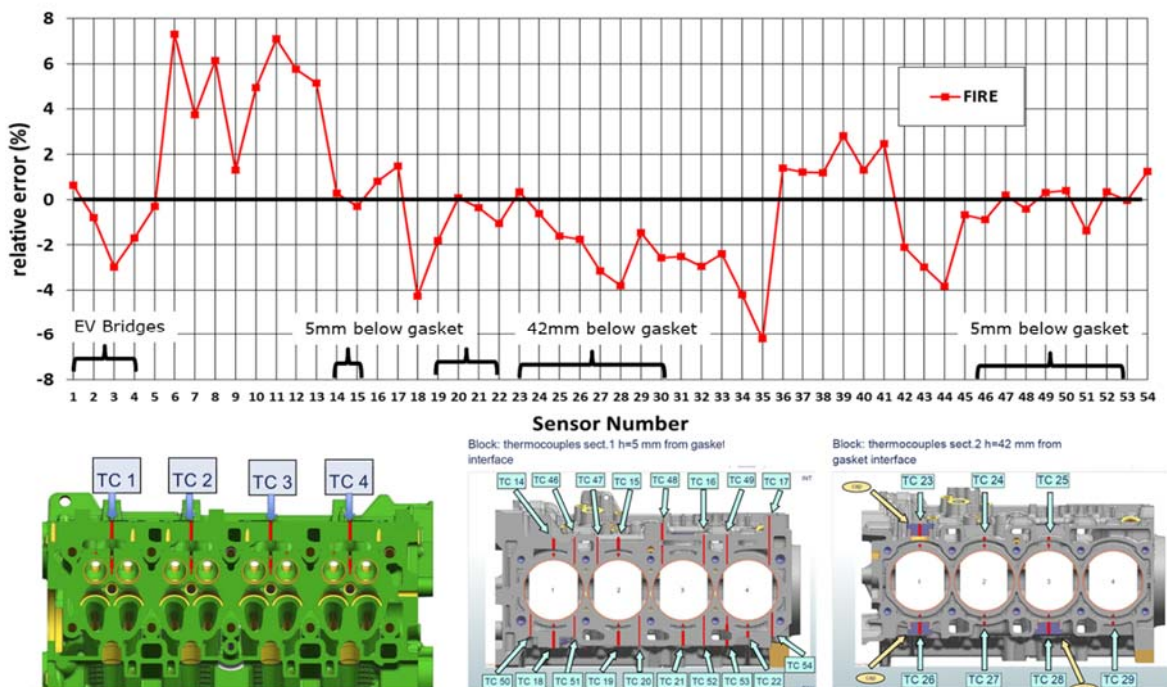 8
6
4
2
0
-2
-4
-6
-8
relative error (%)
FIRE
EV Bridges
5mm below gasket
42mm below gasket
5mm below gasket
1 2 3 4 5 6 7 8 9 10 11 12 13 14 15 16 17 18 19 20 21 22 23 24 25 26 27 28 29 30 31 32 33 34 35 36 37 38 39 40 41 42 43 44 45 46 47 48 49 50 51 52 53 54
Sensor Number
TC 1 TC 2 TC 3 TC 4
Block: thermocouples sect.1 h=5 mm from gasket
interface
TC 14 TC 46 TC 47 TC 15 TC 48 TC 16 TC 49 TC 17
1 2 3 4
TC 50 TC 18 TC 51 TC 19 TC 20 TC 21 TC 52 TC 53 TC 22 TC 54
Block: thermocouples sect.2 h=42 mm from
gasket interface
TC 23 TC 24 TC 25
1 2 3 4
TC 26 TC 27 TC 28 TC 29